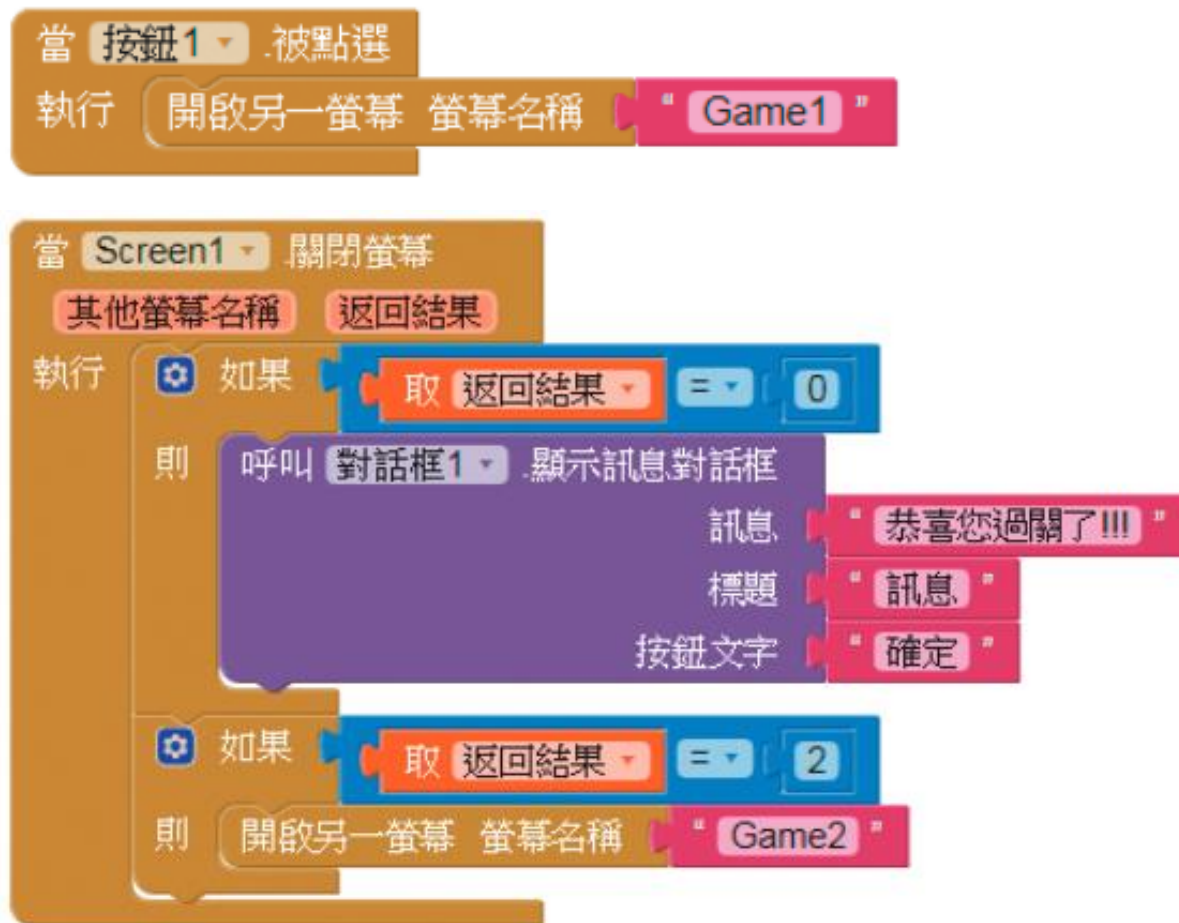 當 按鈕1 .被點選
執行 開啟另一螢幕 螢幕名稱 " Game1 "
當 Screen1 .關閉螢幕
其他螢幕名稱 返回結果
執行 如果 取 返回結果 = 0
則 呼叫 對話框1 .顯示訊息對話框
訊息 " 恭喜您過關了!!! "
標題 " 訊息 "
按鈕文字 " 確定 "
如果 取 返回結果 = 2
則 開啟另一螢幕 螢幕名稱 " Game2 "